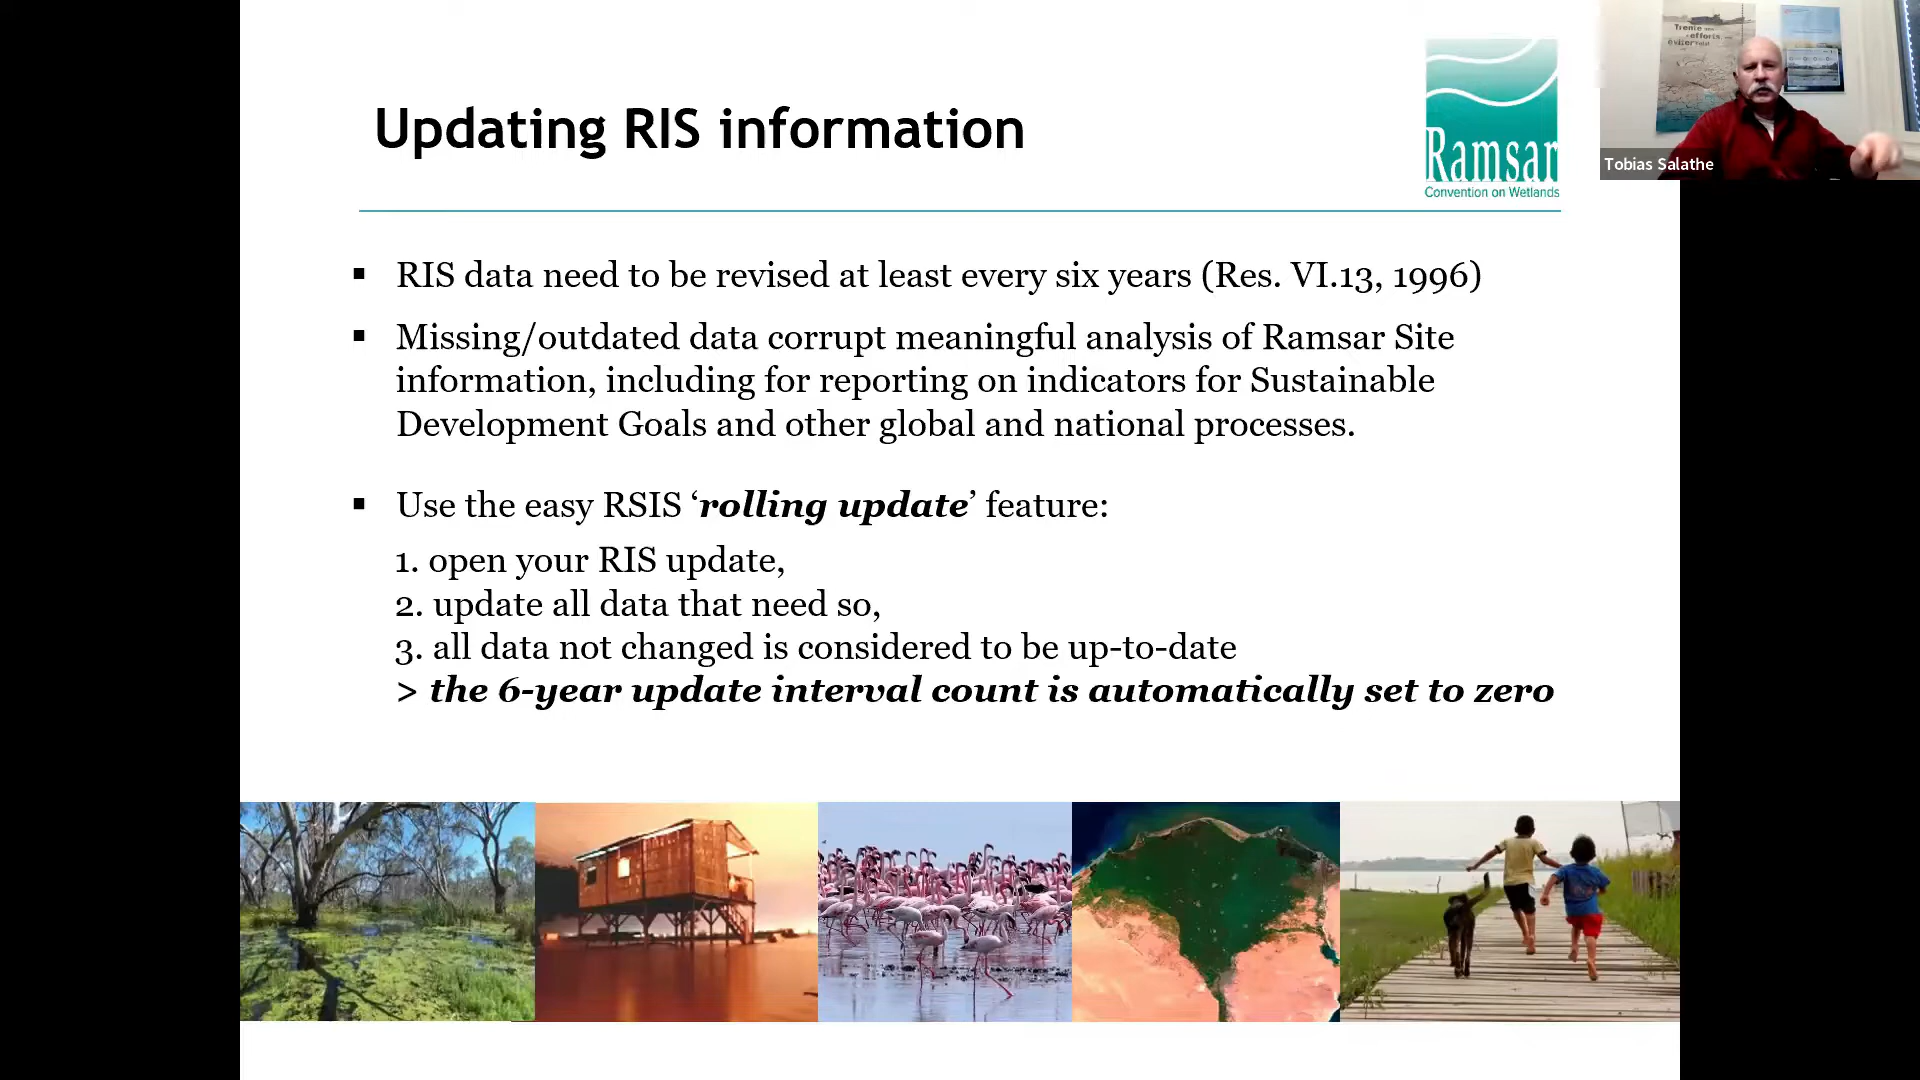 Updating RIS information
Ramsar
Convention on Wetlands
Trente
efforts
Tobias Salathe
▪ RIS data need to be revised at least every six years (Res. VI.13, 1996)
▪ Missing/outdated data corrupt meaningful analysis of Ramsar Site
information, including for reporting on indicators for Sustainable
Development Goals and other global and national processes.
▪ Use the easy RSIS ‘rolling update’ feature:
1. open your RIS update,
2. update all data that need so,
3. all data not changed is considered to be up-to-date
> the 6-year update interval count is automatically set to zero